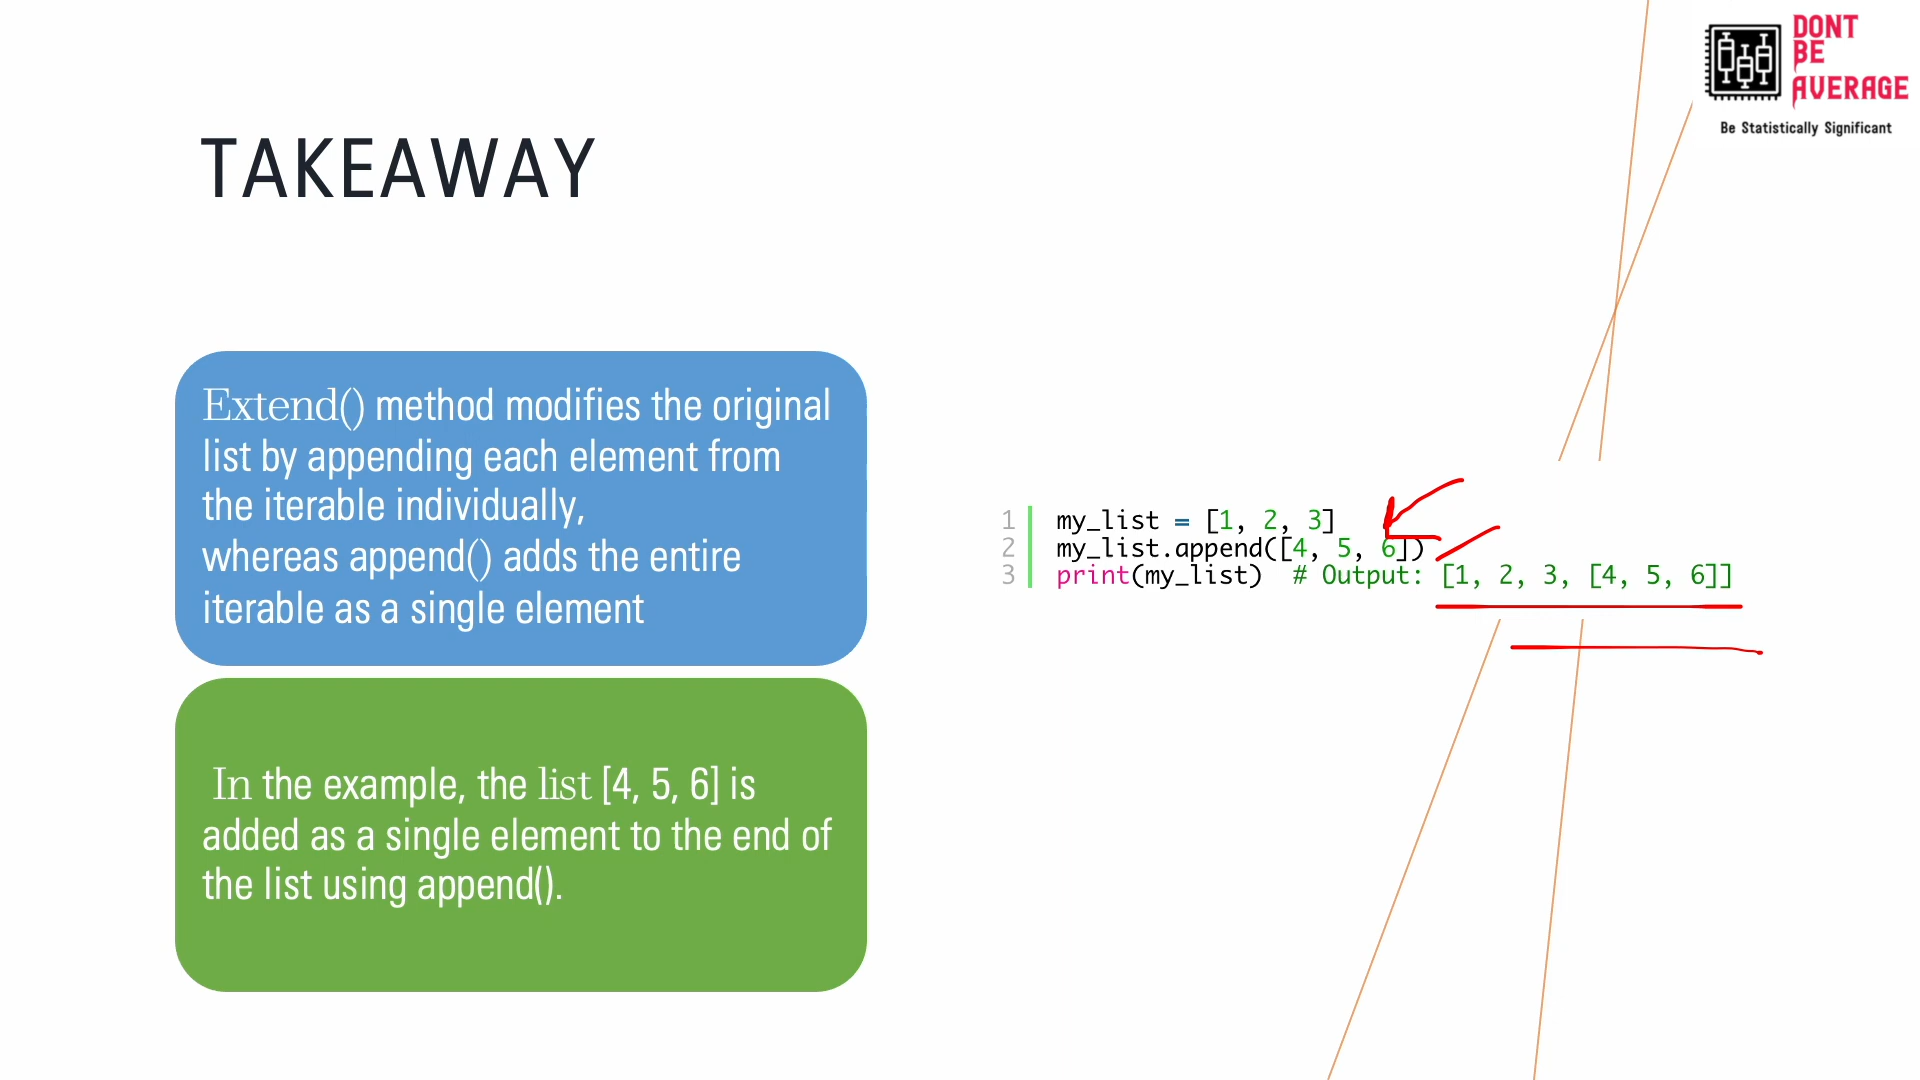 DONT
BE
AVERAGE
Be Statistically Significant
TAKEAWAY
Extend() method modifies the original
list by appending each element from
the iterable individually,
whereas append() adds the entire
iterable as a single element
In the example, the list [4, 5, 6] is
added as a single element to the end of
the list using append().
1 my_list = [1, 2, 3]
2 my_list.append([4, 5, 6])
3 print(my_list)  # Output: [1, 2, 3, [4, 5, 6]]